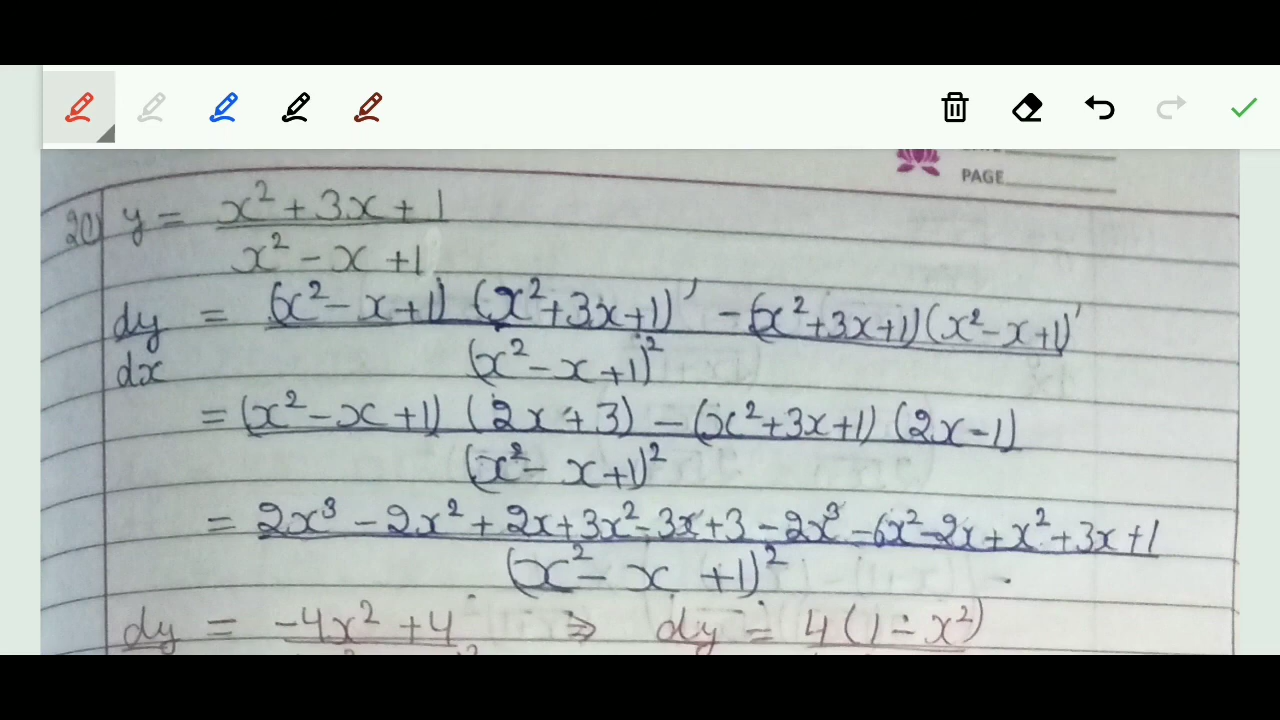 PAGE
20) y = x² + 3x + 1
x² - x + 1
dy = (x² - x + 1) (x² + 3x + 1)' - (x² + 3x + 1)(x² - x + 1)'
dx (x² - x + 1)²
= (x² - x + 1) (2x + 3) - (x² + 3x + 1) (2x - 1)
(x² - x + 1)²
= 2x³ - 2x² + 2x + 3x² - 3x + 3 - 2x³ - 6x² - 2x + x² + 3x + 1
(x² - x + 1)²
dy = -4x² + 4 ⇒ dy = 4(1 - x²)